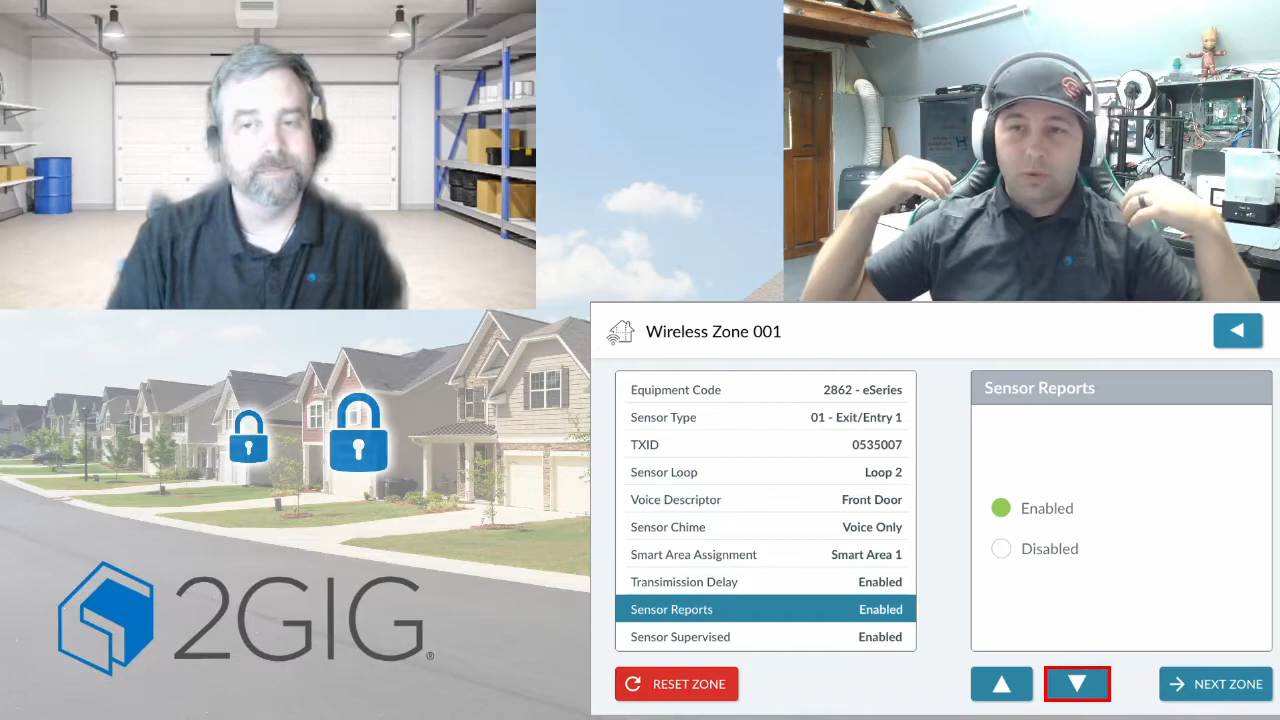 Wireless Zone 001
Equipment Code 2862 - eSeries
Sensor Type 01 - Exit/Entry 1
TXID 0535007
Sensor Loop Loop 2
Voice Descriptor Front Door
Sensor Chime Voice Only
Smart Area Assignment Smart Area 1
Transimission Delay Enabled
Sensor Reports Enabled
Sensor Supervised Enabled
Sensor Reports
Enabled
Disabled
RESET ZONE
NEXT ZONE
2GIG®